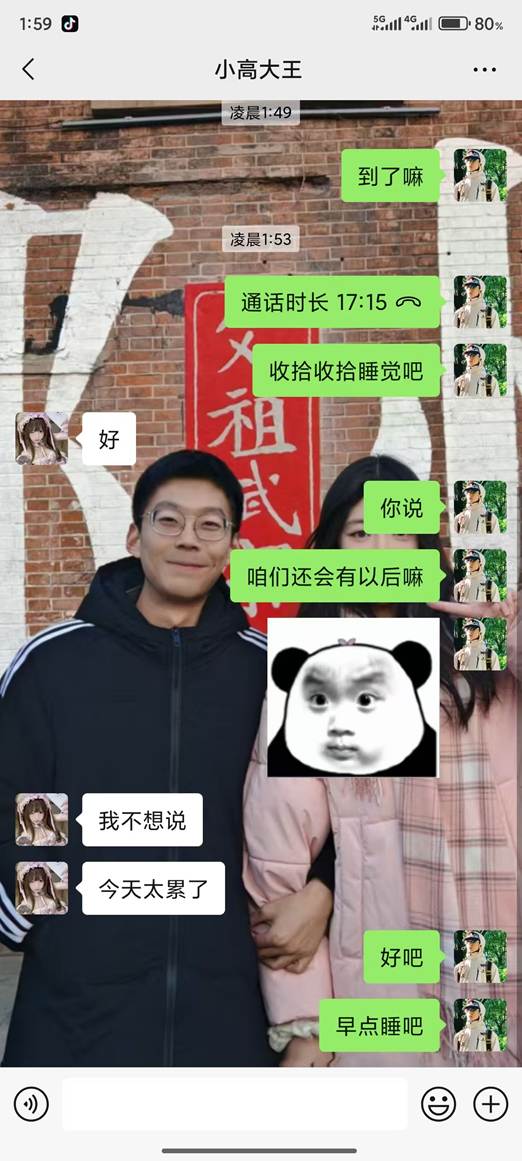 1:59
5G
4G
80%
小高大王
凌晨1:49
到了嘛
凌晨1:53
通话时长 17:15
收拾收拾睡觉吧
好
你说
咱们还会有以后嘛
我不想说
今天太累了
好吧
早点睡吧
祖